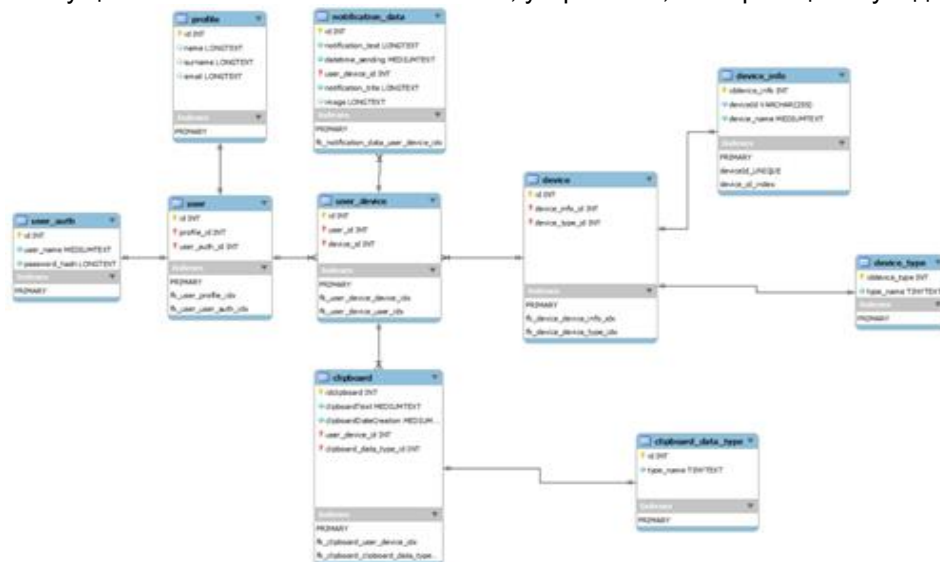 profile
id INT
name LONGTEXT
surname LONGTEXT
email LONGTEXT
Indexes
PRIMARY
notification_data
id INT
notification_text LONGTEXT
datetime_sending MEDIUMTEXT
user_device_id INT
notification_title LONGTEXT
image LONGTEXT
Indexes
PRIMARY
fk_notification_data_user_device_idx
device_info
iddevice_info INT
deviceId VARCHAR(255)
device_name MEDIUMTEXT
Indexes
PRIMARY
deviceId_UNIQUE
device_id_index
user_auth
id INT
user_name MEDIUMTEXT
password_hash LONGTEXT
Indexes
PRIMARY
user
id INT
profile_id INT
user_auth_id INT
Indexes
PRIMARY
fk_user_profile_idx
fk_user_user_auth_idx
user_device
id INT
user_id INT
device_id INT
Indexes
PRIMARY
fk_user_device_device_idx
fk_user_device_user_idx
device
id INT
device_info_id INT
device_type_id INT
Indexes
PRIMARY
fk_device_device_info_idx
fk_device_device_type_idx
device_type
iddevice_type INT
type_name TINYTEXT
Indexes
PRIMARY
clipboard
idclipboard INT
clipboardText MEDIUMTEXT
clipboardDateCreation MEDIUM...
user_device_id INT
clipboard_data_type_id INT
Indexes
PRIMARY
fk_clipboard_user_device_idx
fk_clipboard_clipboard_data_type...
clipboard_data_type
id INT
type_name TINYTEXT
Indexes
PRIMARY